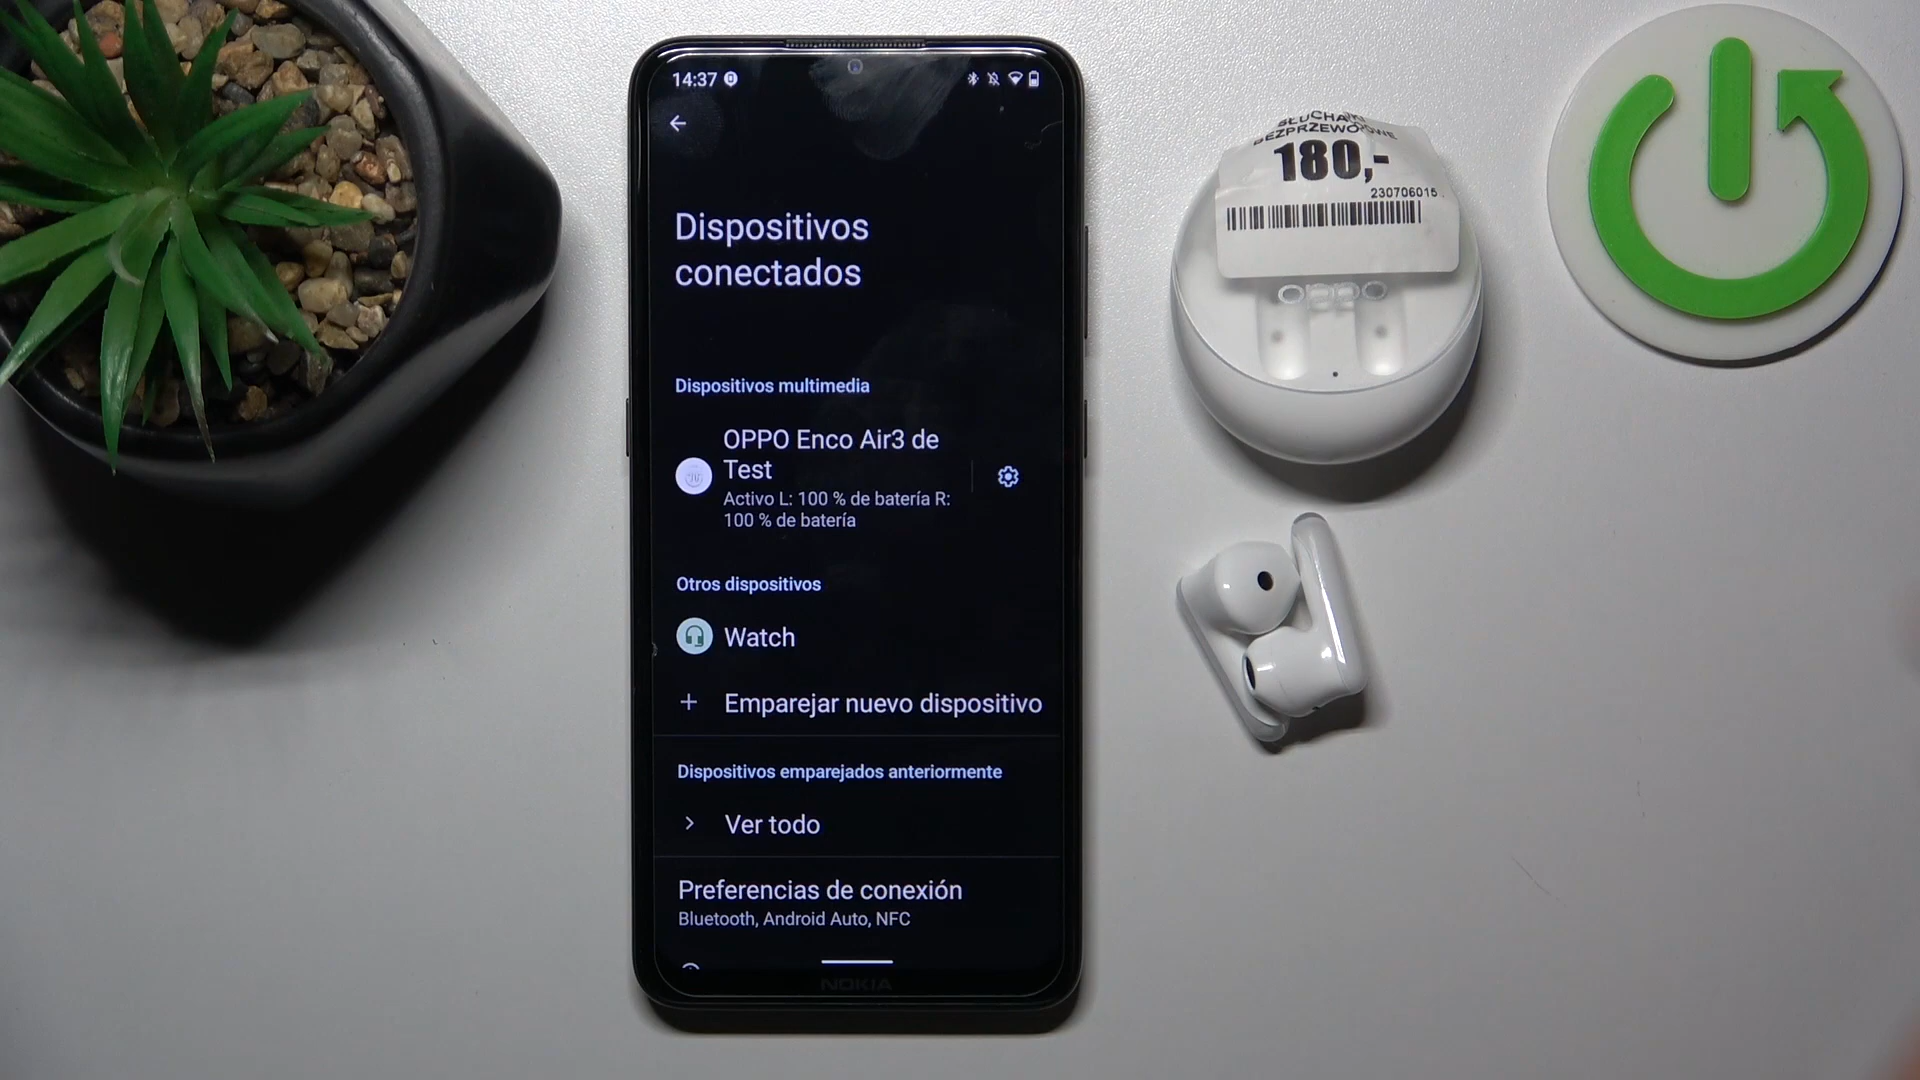 14:37
Dispositivos
conectados
Dispositivos multimedia
OPPO Enco Air3 de
Test
Activo L: 100 % de batería R:
100 % de batería
Otros dispositivos
Watch
Emparejar nuevo dispositivo
Dispositivos emparejados anteriormente
Ver todo
Preferencias de conexión
Bluetooth, Android Auto, NFC
NOKIA
180,-
230706015
oppo